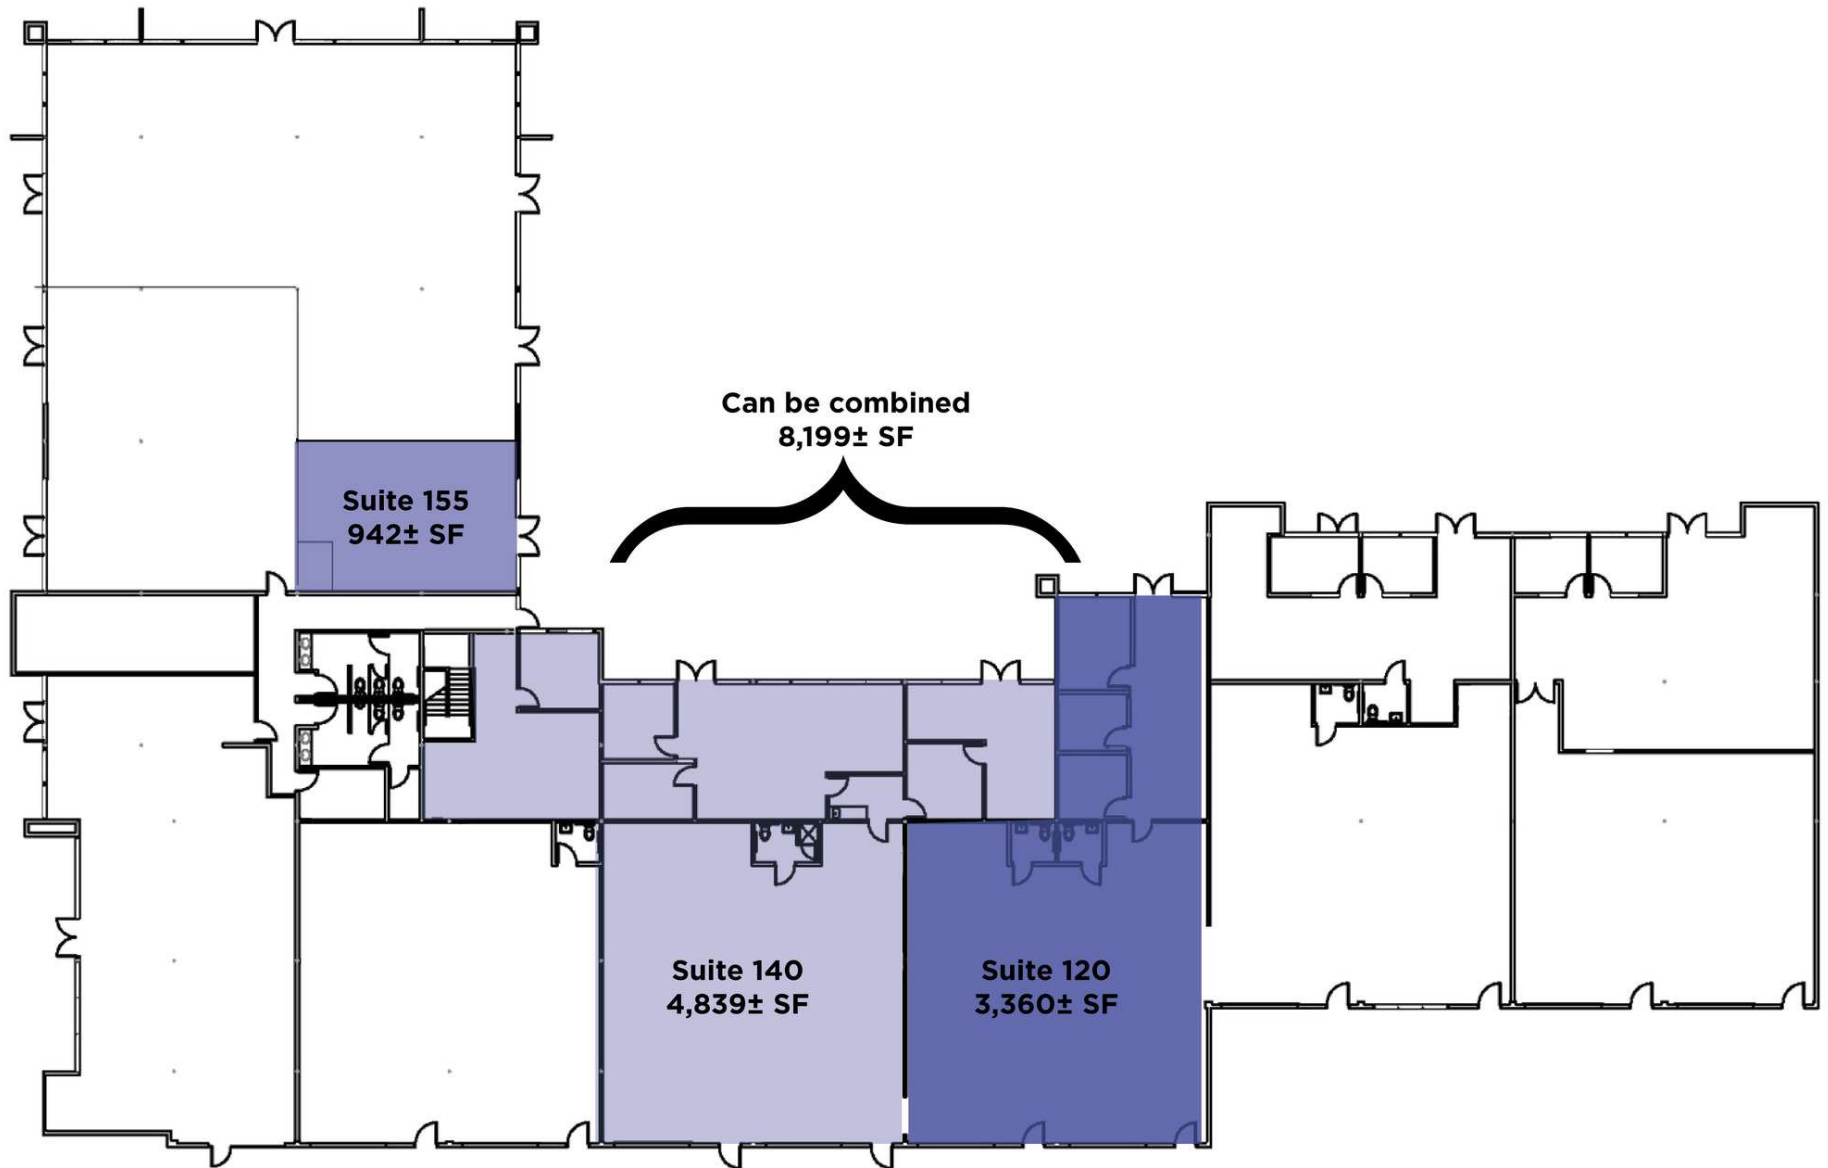 Can be combined
8,199± SF
Suite 155
942± SF
Suite 140
4,839± SF
Suite 120
3,360± SF